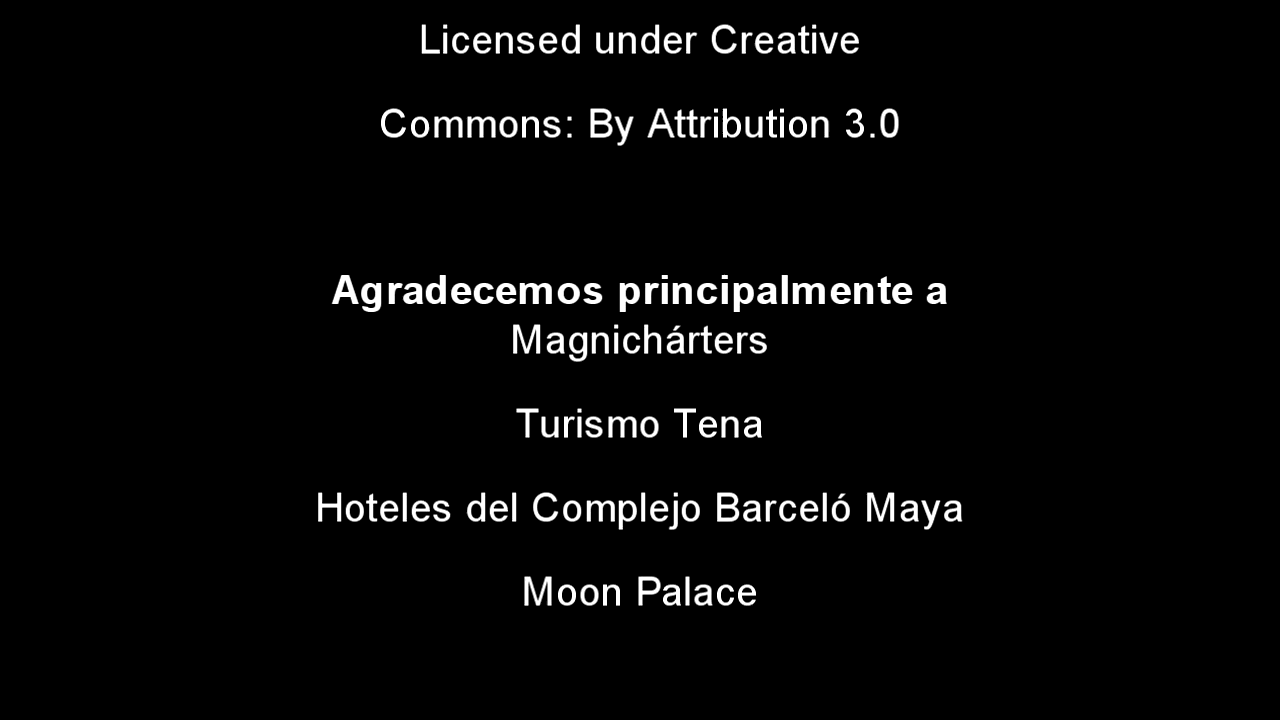 Licensed under Creative
Commons: By Attribution 3.0
Agradecemos principalmente a
Magnichárters
Turismo Tena
Hoteles del Complejo Barceló Maya
Moon Palace